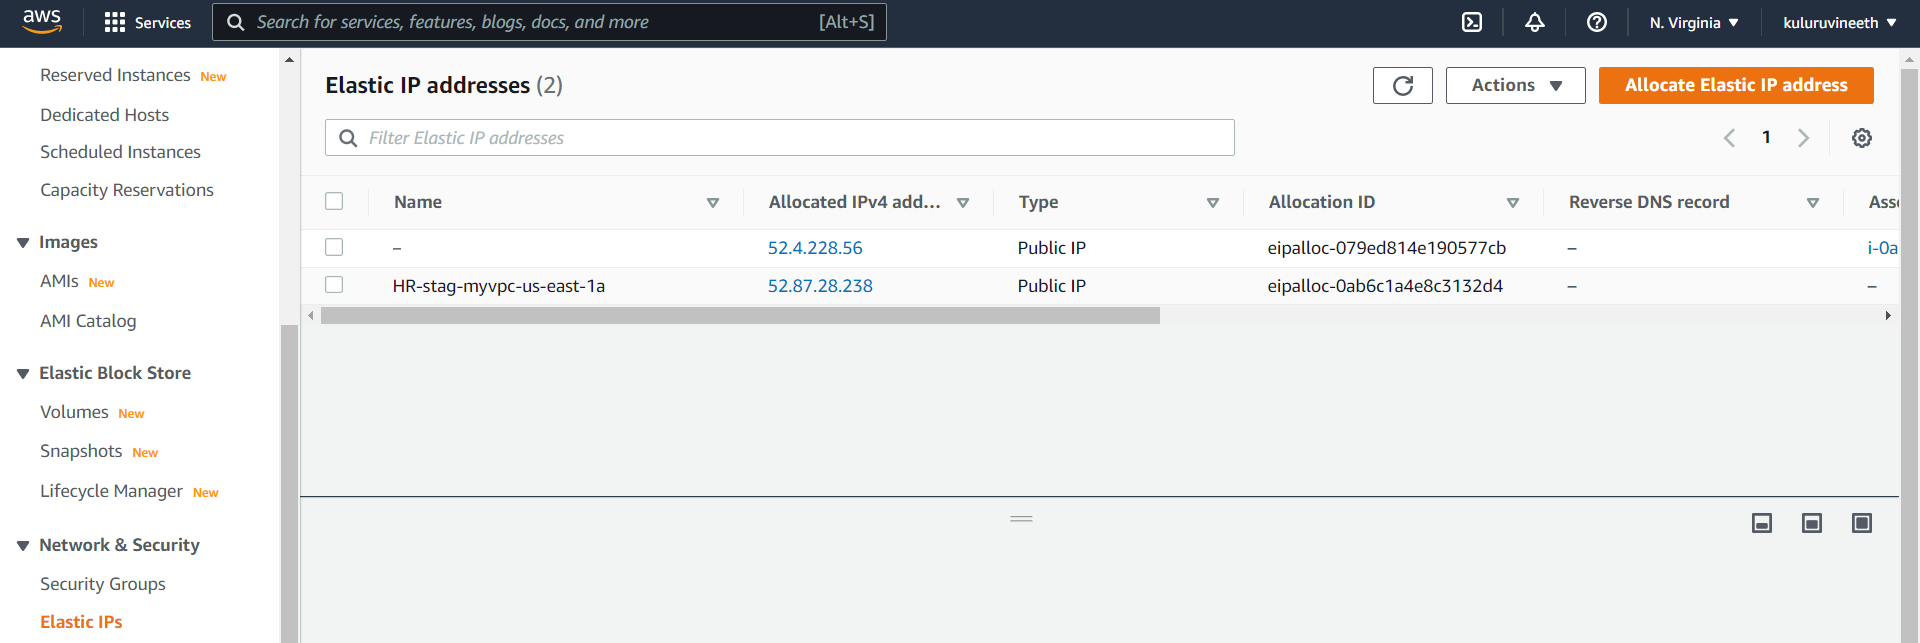 aws Services Search for services, features, blogs, docs, and more [Alt+S] N. Virginia kuluruvineeth
Reserved Instances New
Dedicated Hosts
Scheduled Instances
Capacity Reservations
Images
AMIs New
AMI Catalog
Elastic Block Store
Volumes New
Snapshots New
Lifecycle Manager New
Network & Security
Security Groups
Elastic IPs
Elastic IP addresses (2) Actions Allocate Elastic IP address
Filter Elastic IP addresses 1
Name Allocated IPv4 add... Type Allocation ID Reverse DNS record Ass
– 52.4.228.56 Public IP eipalloc-079ed814e190577cb – i-0a
HR-stag-myvpc-us-east-1a 52.87.28.238 Public IP eipalloc-0ab6c1a4e8c3132d4 – –